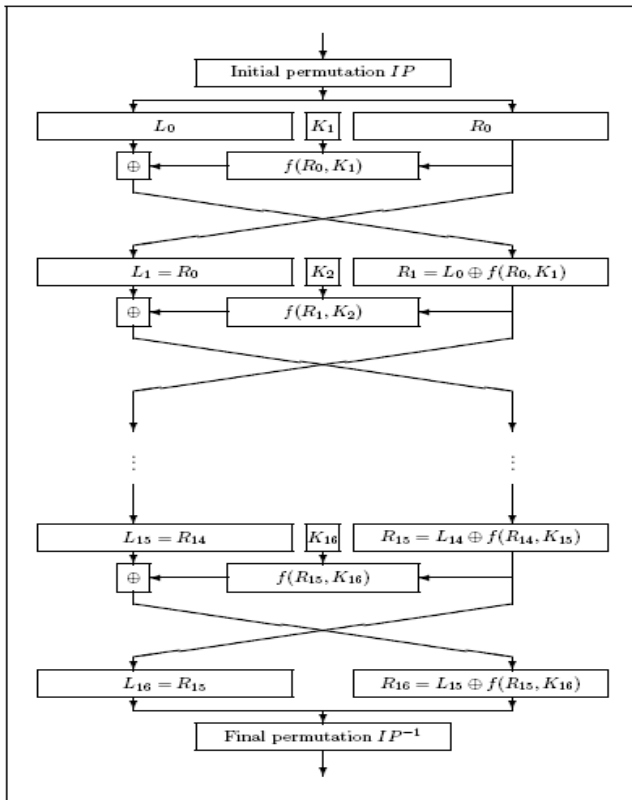 Initial permutation IP
L₀ K₁ R₀
⊕ f(R₀, K₁)
L₁ = R₀ K₂ R₁ = L₀ ⊕ f(R₀, K₁)
⊕ f(R₁, K₂)
⋮ ⋮
L₁₅ = R₁₄ K₁₆ R₁₅ = L₁₄ ⊕ f(R₁₄, K₁₅)
⊕ f(R₁₅, K₁₆)
L₁₆ = R₁₅ R₁₆ = L₁₅ ⊕ f(R₁₅, K₁₆)
Final permutation IP⁻¹